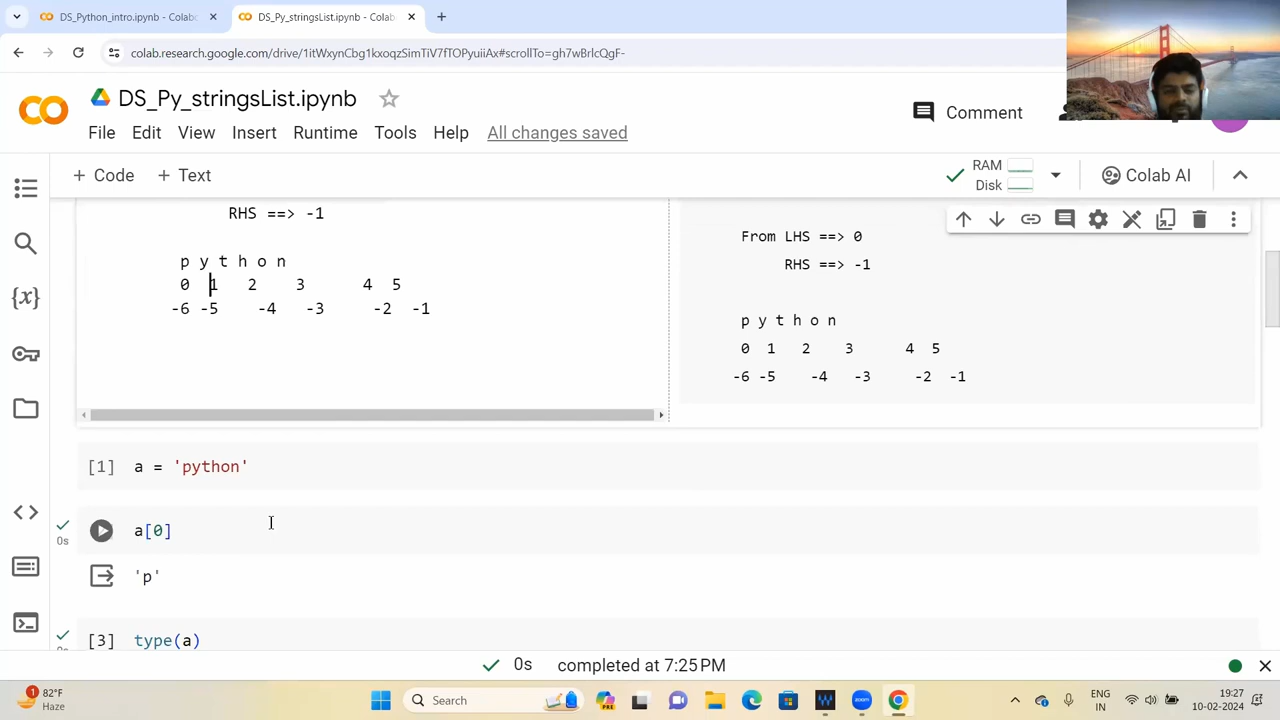 DS_Python_intro.ipynb - Colab
DS_Py_stringsList.ipynb - Colab
colab.research.google.com/drive/1itWxynCbg1kxoqzSimTiV7fTOPyuiiAx#scrollTo=gh7wBrlcQgF-
DS_Py_stringsList.ipynb
File Edit View Insert Runtime Tools Help All changes saved
Comment
+ Code + Text
RAM
Disk
Colab AI
RHS ==> -1
p y t h o n
0 1 2 3 4 5
-6 -5 -4 -3 -2 -1
From LHS ==> 0
RHS ==> -1
p y t h o n
0 1 2 3 4 5
-6 -5 -4 -3 -2 -1
[1] a = 'python'
a[0]
0s
'p'
[3] type(a)
0s completed at 7:25 PM
1
82°F
Haze
Search
PRE
ENG
IN
19:27
10-02-2024